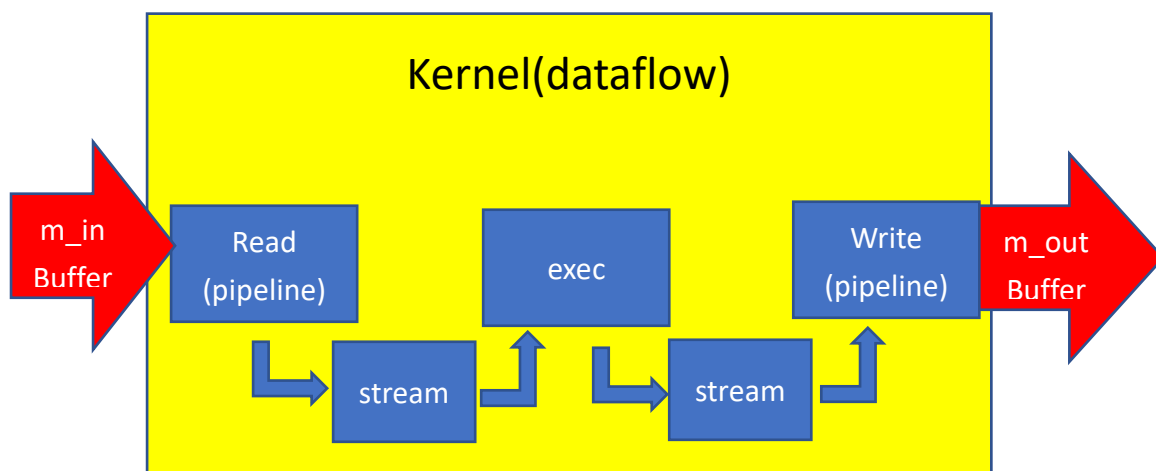 Kernel(dataflow)
m_in
Buffer
Read
(pipeline)
exec
Write
(pipeline)
m_out
Buffer
stream
stream